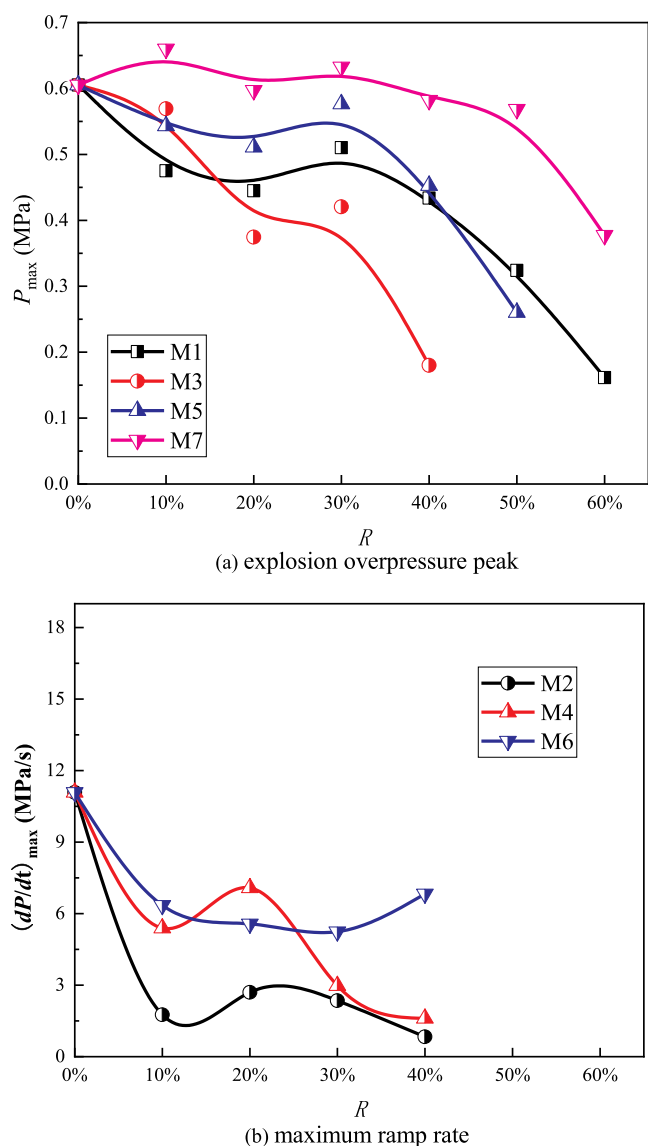 0.7
0.6
0.5
0.4
0.3
0.2
0.1
0.0
P max (MPa)
M1
M3
M5
M7
0% 10% 20% 30% 40% 50% 60%
R
(a) explosion overpressure peak
18
15
12
9
6
3
0
(dP/dt) max (MPa/s)
M2
M4
M6
0% 10% 20% 30% 40% 50% 60%
R
(b) maximum ramp rate